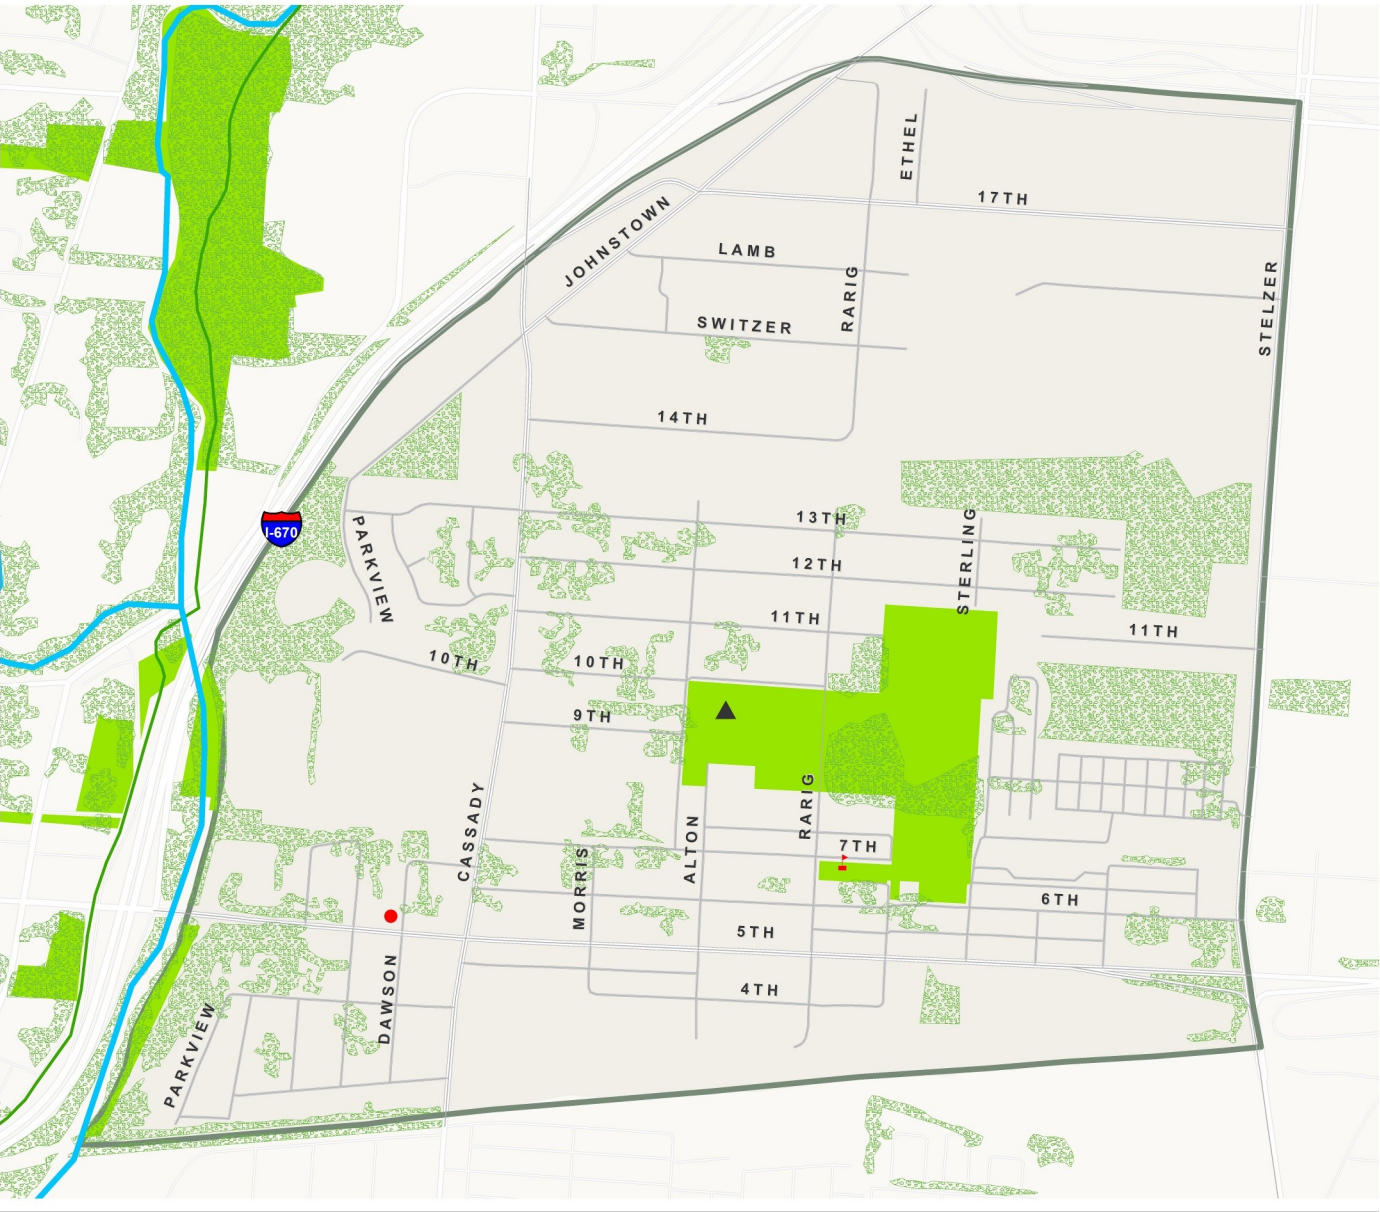 ETHEL
17TH
JOHNSTOWN
LAMB
RARIG
STELZER
SWITZER
14TH
I-670
PARKVIEW
13TH
STERLING
12TH
11TH
11TH
10TH
10TH
9TH
CASSADY
RARIG
ALTON
MORRIS
7TH
6TH
5TH
DAWSON
4TH
PARKVIEW